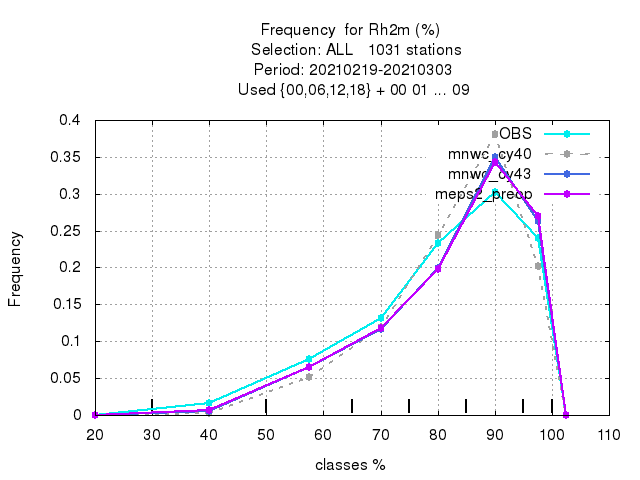 Frequency for Rh2m (%)
Selection: ALL 1031 stations
Period: 20210219-20210303
Used {00,06,12,18} + 00 01 ... 09
0.4
0.35
0.3
0.25
0.2
0.15
0.1
0.05
0
Frequency
OBS
mnwc_cy40
mnwc_cy43
20 30 40 50 60 70 80 90 100 110
classes %